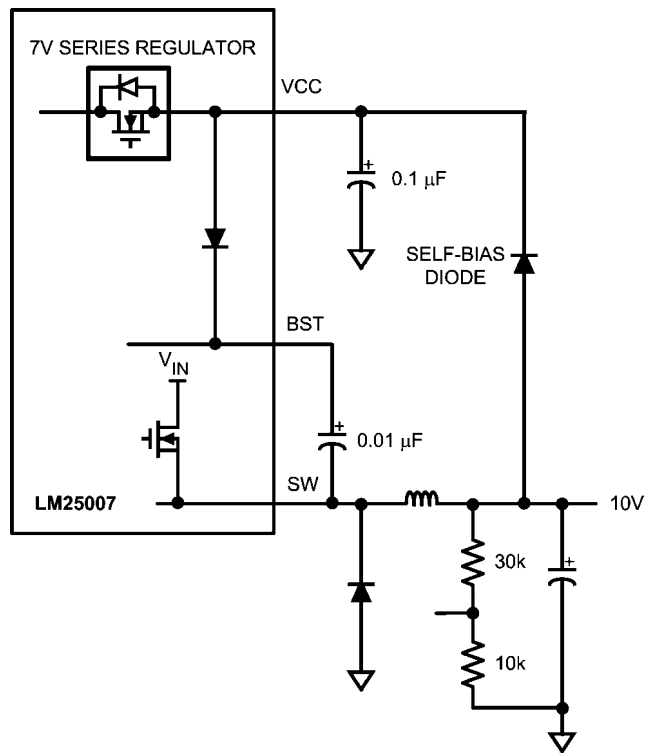 7V SERIES REGULATOR
VCC
+
0.1 μF
SELF-BIAS
DIODE
BST
VIN
+
0.01 μF
SW
LM25007
10V
30k
+
10k